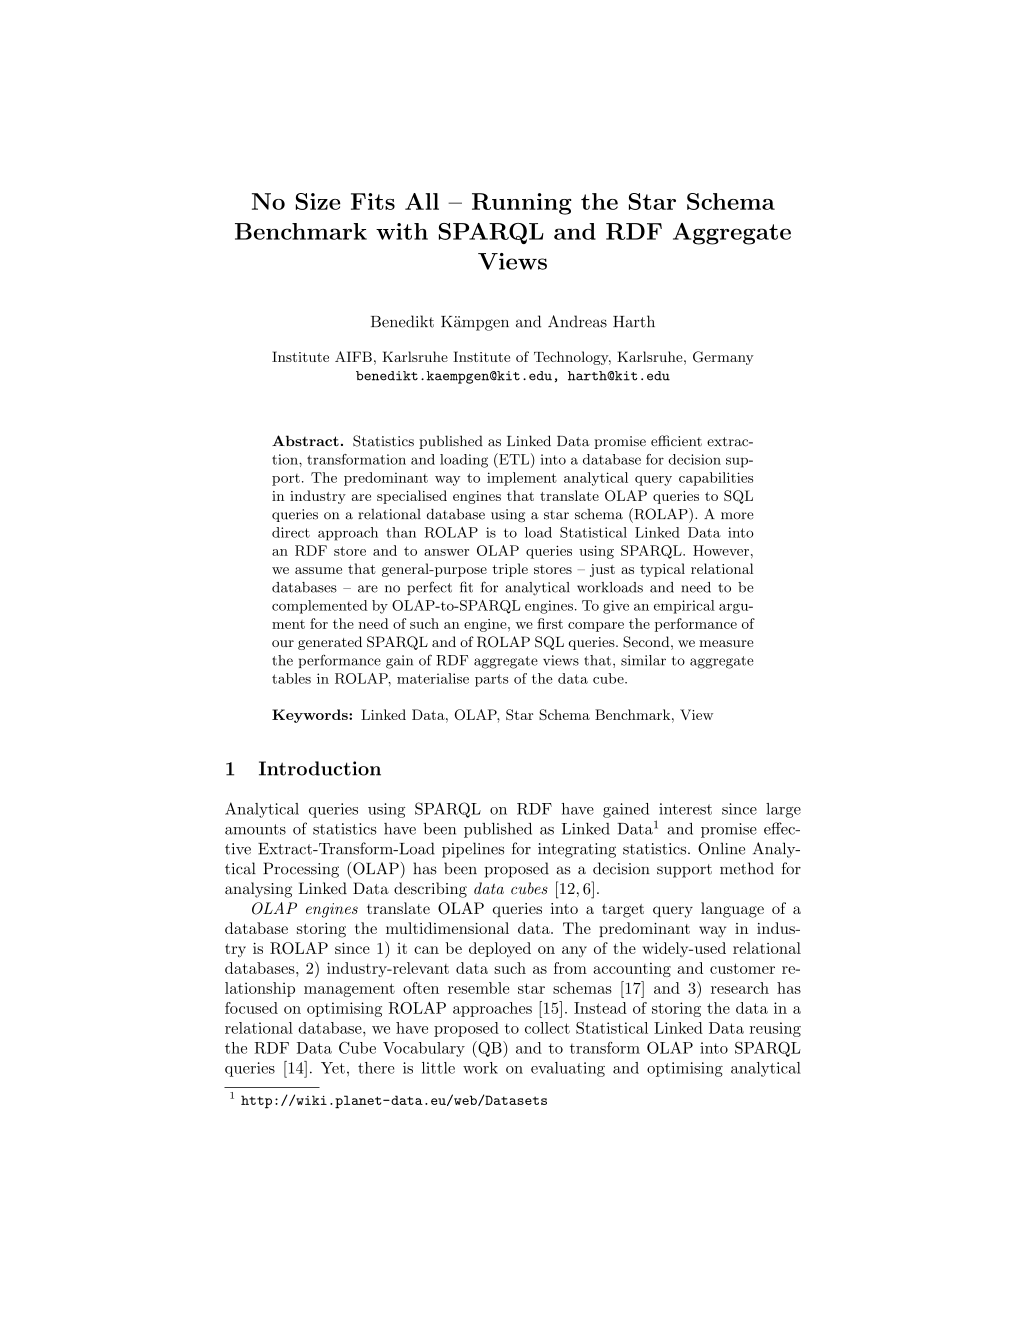 No Size Fits All – Running the Star Schema
Benchmark with SPARQL and RDF Aggregate
Views
Benedikt Kämpgen and Andreas Harth
Institute AIFB, Karlsruhe Institute of Technology, Karlsruhe, Germany
benedikt.kaempgen@kit.edu, harth@kit.edu
Abstract. Statistics published as Linked Data promise efficient extrac-
tion, transformation and loading (ETL) into a database for decision sup-
port. The predominant way to implement analytical query capabilities
in industry are specialised engines that translate OLAP queries to SQL
queries on a relational database using a star schema (ROLAP). A more
direct approach than ROLAP is to load Statistical Linked Data into
an RDF store and to answer OLAP queries using SPARQL. However,
we assume that general-purpose triple stores – just as typical relational
databases – are no perfect fit for analytical workloads and need to be
complemented by OLAP-to-SPARQL engines. To give an empirical argu-
ment for the need of such an engine, we first compare the performance of
our generated SPARQL and of ROLAP SQL queries. Second, we measure
the performance gain of RDF aggregate views that, similar to aggregate
tables in ROLAP, materialise parts of the data cube.
Keywords: Linked Data, OLAP, Star Schema Benchmark, View
1 Introduction
Analytical queries using SPARQL on RDF have gained interest since large
amounts of statistics have been published as Linked Data1 and promise effec-
tive Extract-Transform-Load pipelines for integrating statistics. Online Analy-
tical Processing (OLAP) has been proposed as a decision support method for
analysing Linked Data describing data cubes [12,6].
OLAP engines translate OLAP queries into a target query language of a
database storing the multidimensional data. The predominant way in indus-
try is ROLAP since 1) it can be deployed on any of the widely-used relational
databases, 2) industry-relevant data such as from accounting and customer re-
lationship management often resemble star schemas [17] and 3) research has
focused on optimising ROLAP approaches [15]. Instead of storing the data in a
relational database, we have proposed to collect Statistical Linked Data reusing
the RDF Data Cube Vocabulary (QB) and to transform OLAP into SPARQL
queries [14]. Yet, there is little work on evaluating and optimising analytical
1 http://wiki.planet-data.eu/web/Datasets